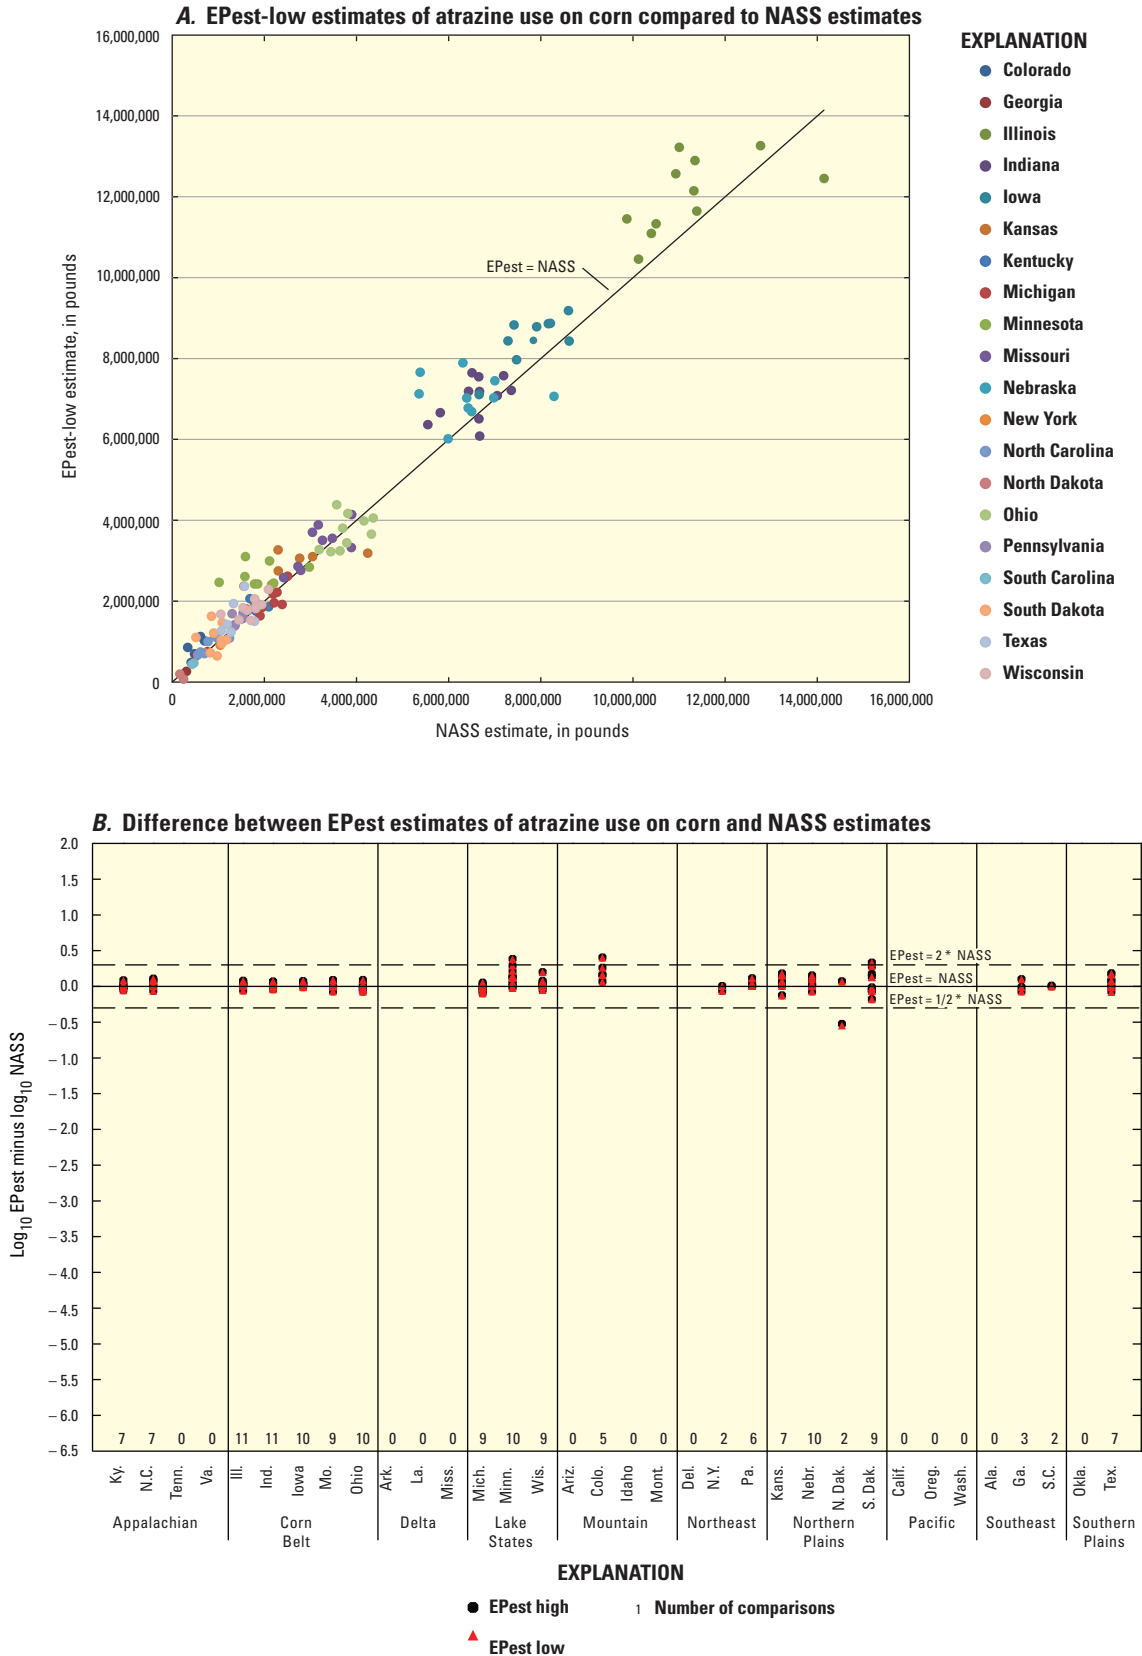 A. EPest-low estimates of atrazine use on corn compared to NASS estimates
16,000,000
14,000,000
12,000,000
10,000,000
8,000,000
6,000,000
4,000,000
2,000,000
0
EPest-low estimate, in pounds
EPest = NASS
0 2,000,000 4,000,000 6,000,000 8,000,000 10,000,000 12,000,000 14,000,000 16,000,000
NASS estimate, in pounds
EXPLANATION
Colorado
Georgia
Illinois
Indiana
Iowa
Kansas
Kentucky
Michigan
Minnesota
Missouri
Nebraska
New York
North Carolina
North Dakota
Ohio
Pennsylvania
South Carolina
South Dakota
Texas
Wisconsin
B. Difference between EPest estimates of atrazine use on corn and NASS estimates
2.0
1.5
1.0
0.5
0.0
−0.5
−1.0
−1.5
−2.0
−2.5
−3.0
−3.5
−4.0
−4.5
−5.0
−5.5
−6.0
−6.5
Log10 EPest minus log10 NASS
EPest = 2 * NASS
EPest = NASS
EPest = 1/2 * NASS
7 7 0 0 11 11 10 9 10 0 0 0 9 10 9 0 5 0 0 0 2 6 7 10 2 9 0 0 0 0 3 2 0 7
Ky. N.C. Tenn. Va. Ill. Ind. Iowa Mo. Ohio Ark. La. Miss. Mich. Minn. Wis. Ariz. Colo. Idaho Mont. Del. N.Y. Pa. Kans. Nebr. N. Dak. S. Dak. Calif. Oreg. Wash. Ala. Ga. S.C. Okla. Tex.
Appalachian Corn Delta Lake Mountain Northeast Northern Pacific Southeast Southern
Belt States Plains Plains
EXPLANATION
EPest high 1 Number of comparisons
EPest low